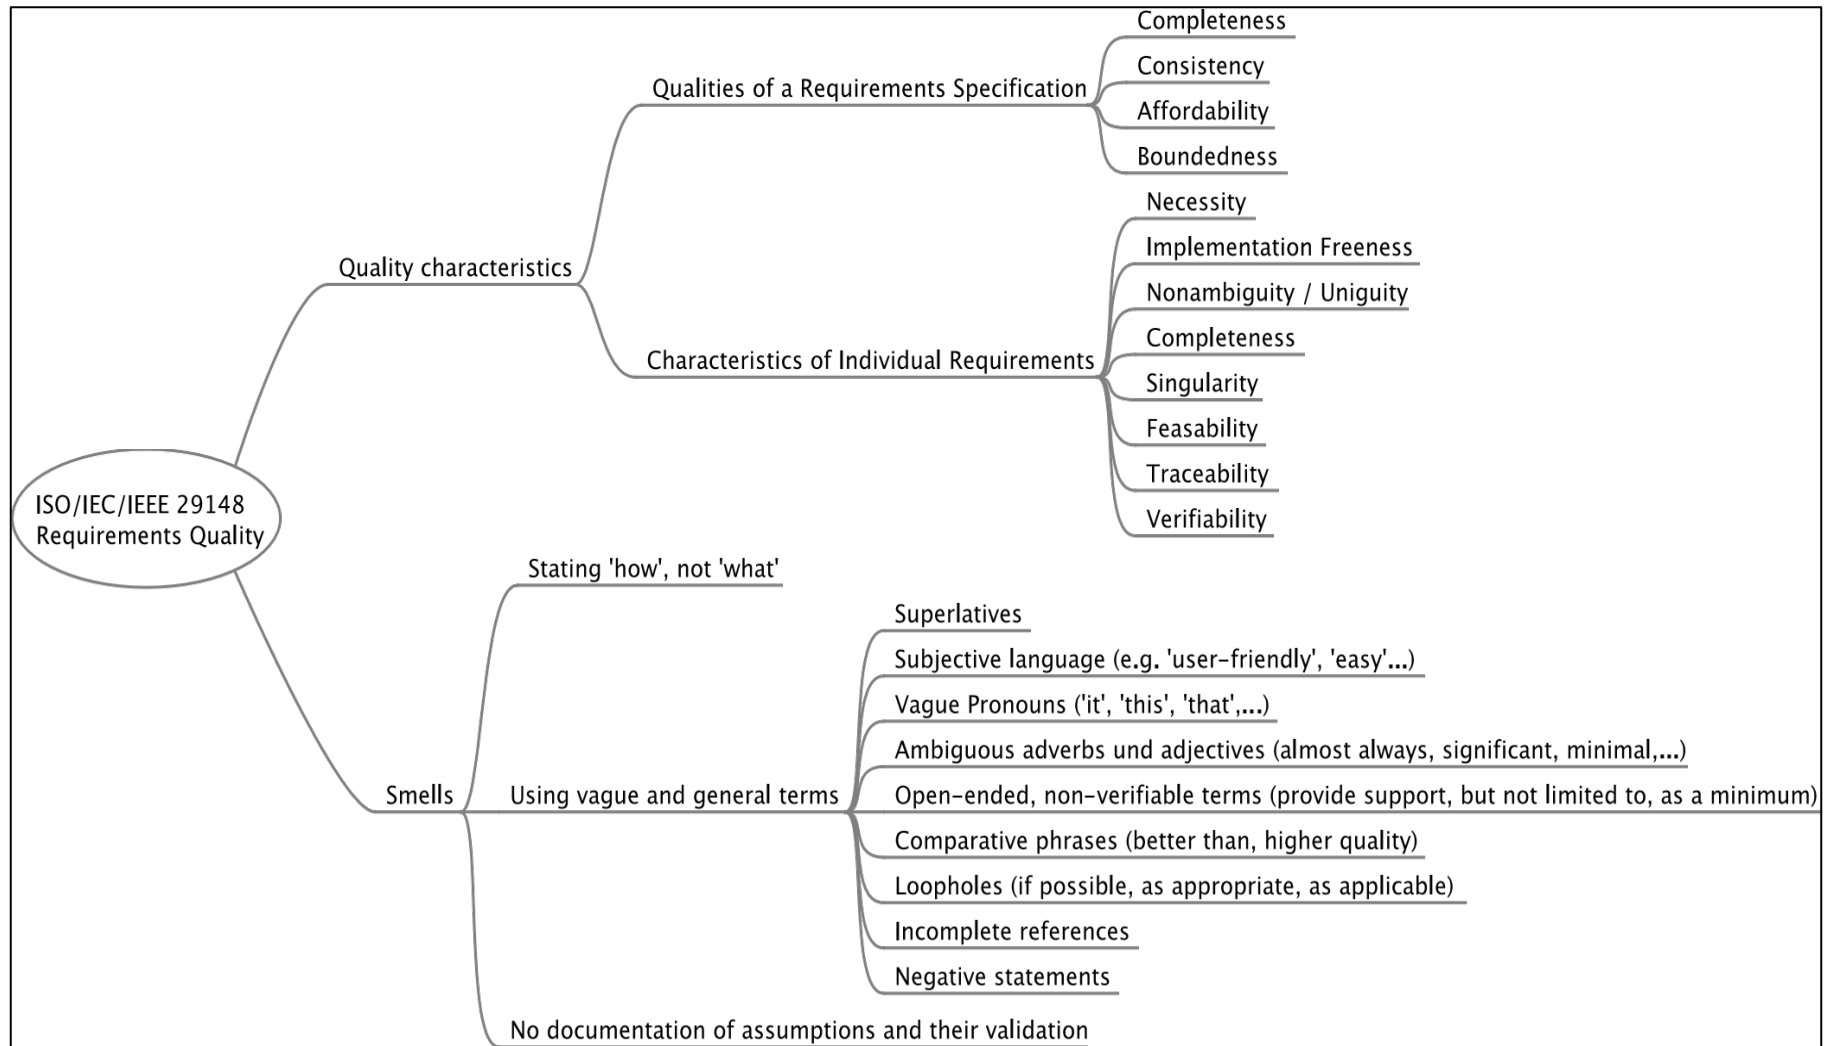 Completeness
Consistency
Qualities of a Requirements Specification
Affordability
Boundedness
Necessity
Implementation Freeness
Quality characteristics
Nonambiguity / Uniguity
Completeness
Characteristics of Individual Requirements
Singularity
Feasability
Traceability
Verifiability
ISO/IEC/IEEE 29148
Requirements Quality
Stating 'how', not 'what'
Superlatives
Subjective language (e.g. 'user-friendly', 'easy'...)
Vague Pronouns ('it', 'this', 'that',...)
Ambiguous adverbs und adjectives (almost always, significant, minimal,...)
Smells
Using vague and general terms
Open-ended, non-verifiable terms (provide support, but not limited to, as a minimum)
Comparative phrases (better than, higher quality)
Loopholes (if possible, as appropriate, as applicable)
Incomplete references
Negative statements
No documentation of assumptions and their validation